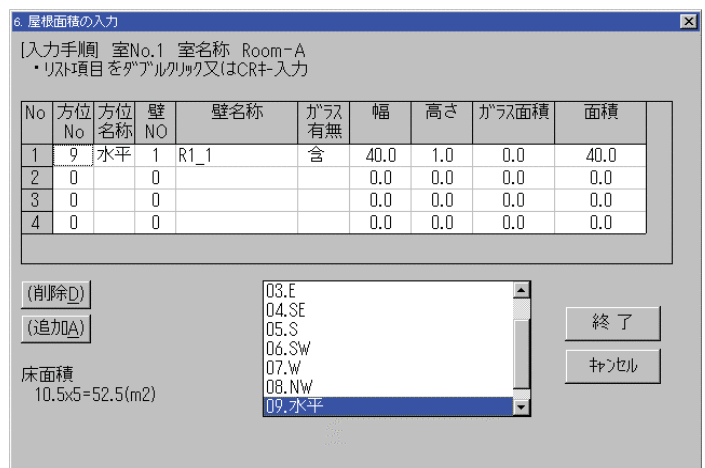 6. 屋根面積の入力
[入力手順] 室No.1 室名称 Room-A
・ﾘｽﾄ項目をﾀﾞﾌﾞﾙｸﾘｯｸ又はCRｷｰ入力
No 方位No 方位名称 壁NO 壁名称 ｶﾞﾗｽ有無 幅 高さ ｶﾞﾗｽ面積 面積
1 9 水平 1 R1_1 含 40.0 1.0 0.0 40.0
2 0 0 0.0 0.0 0.0 0.0
3 0 0 0.0 0.0 0.0 0.0
4 0 0 0.0 0.0 0.0 0.0
(削除D)
(追加A)
床面積
10.5x5=52.5(m2)
03.E
04.SE
05.S
06.SW
07.W
08.NW
09.水平
終了
ｷｬﾝｾﾙ